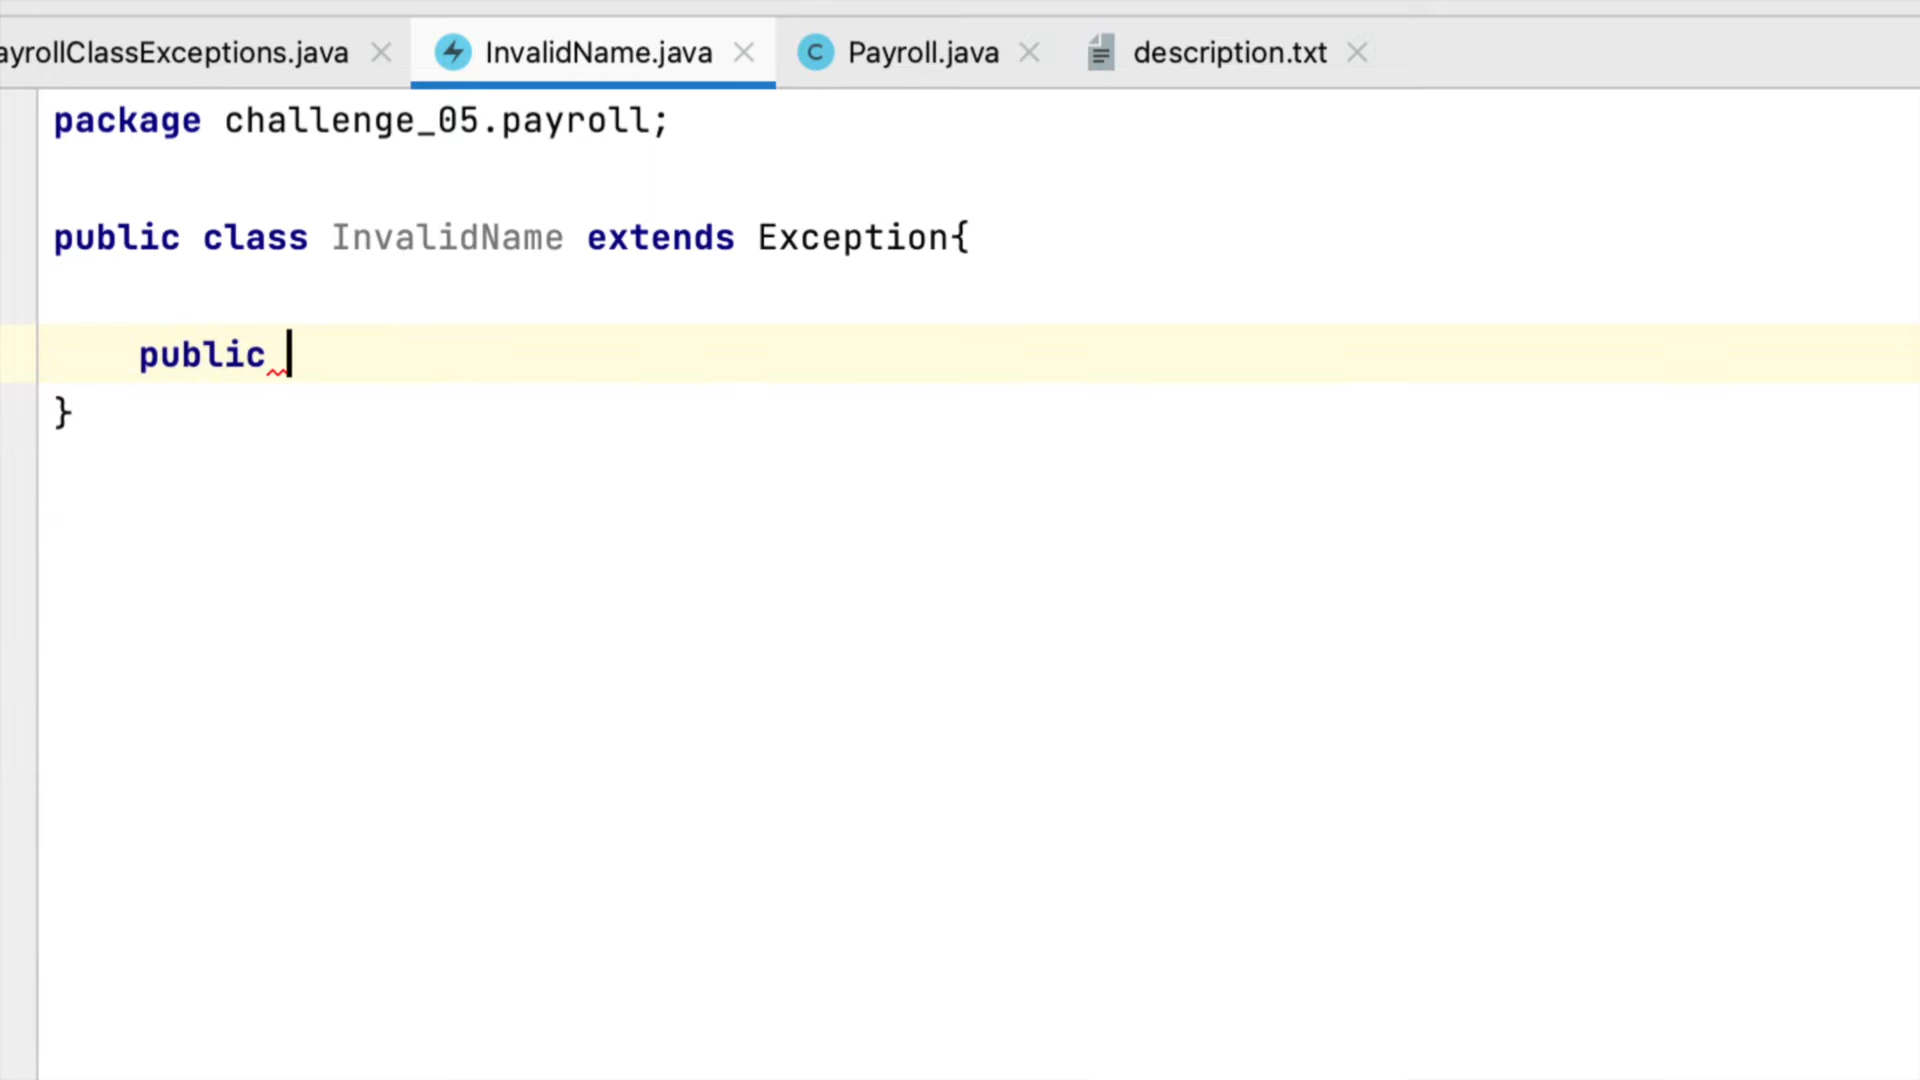 ayrollClassExceptions.java InvalidName.java Payroll.java description.txt
package challenge_05.payroll;
public class InvalidName extends Exception{
public
}